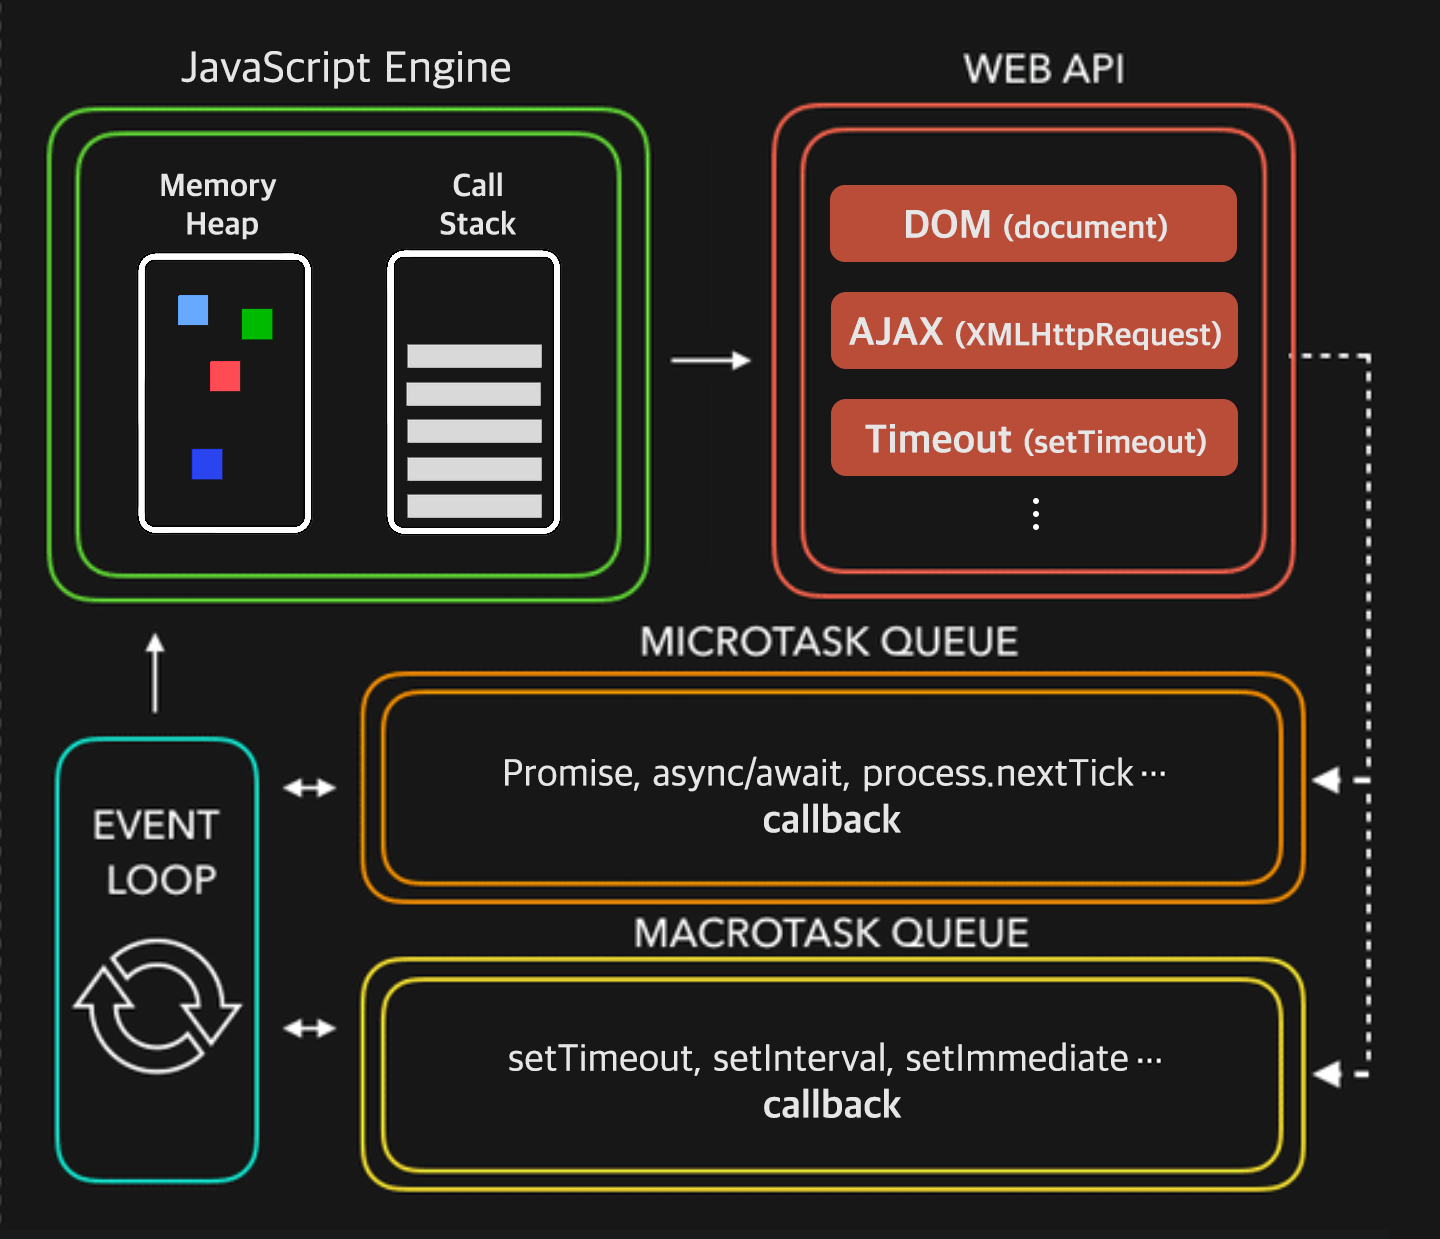 JavaScript Engine
WEB API
Memory
Heap
Call
Stack
DOM (document)
AJAX (XMLHttpRequest)
Timeout (setTimeout)
⋮
MICROTASK QUEUE
Promise, async/await, process.nextTick ···
callback
EVENT
LOOP
MACROTASK QUEUE
setTimeout, setInterval, setImmediate ···
callback